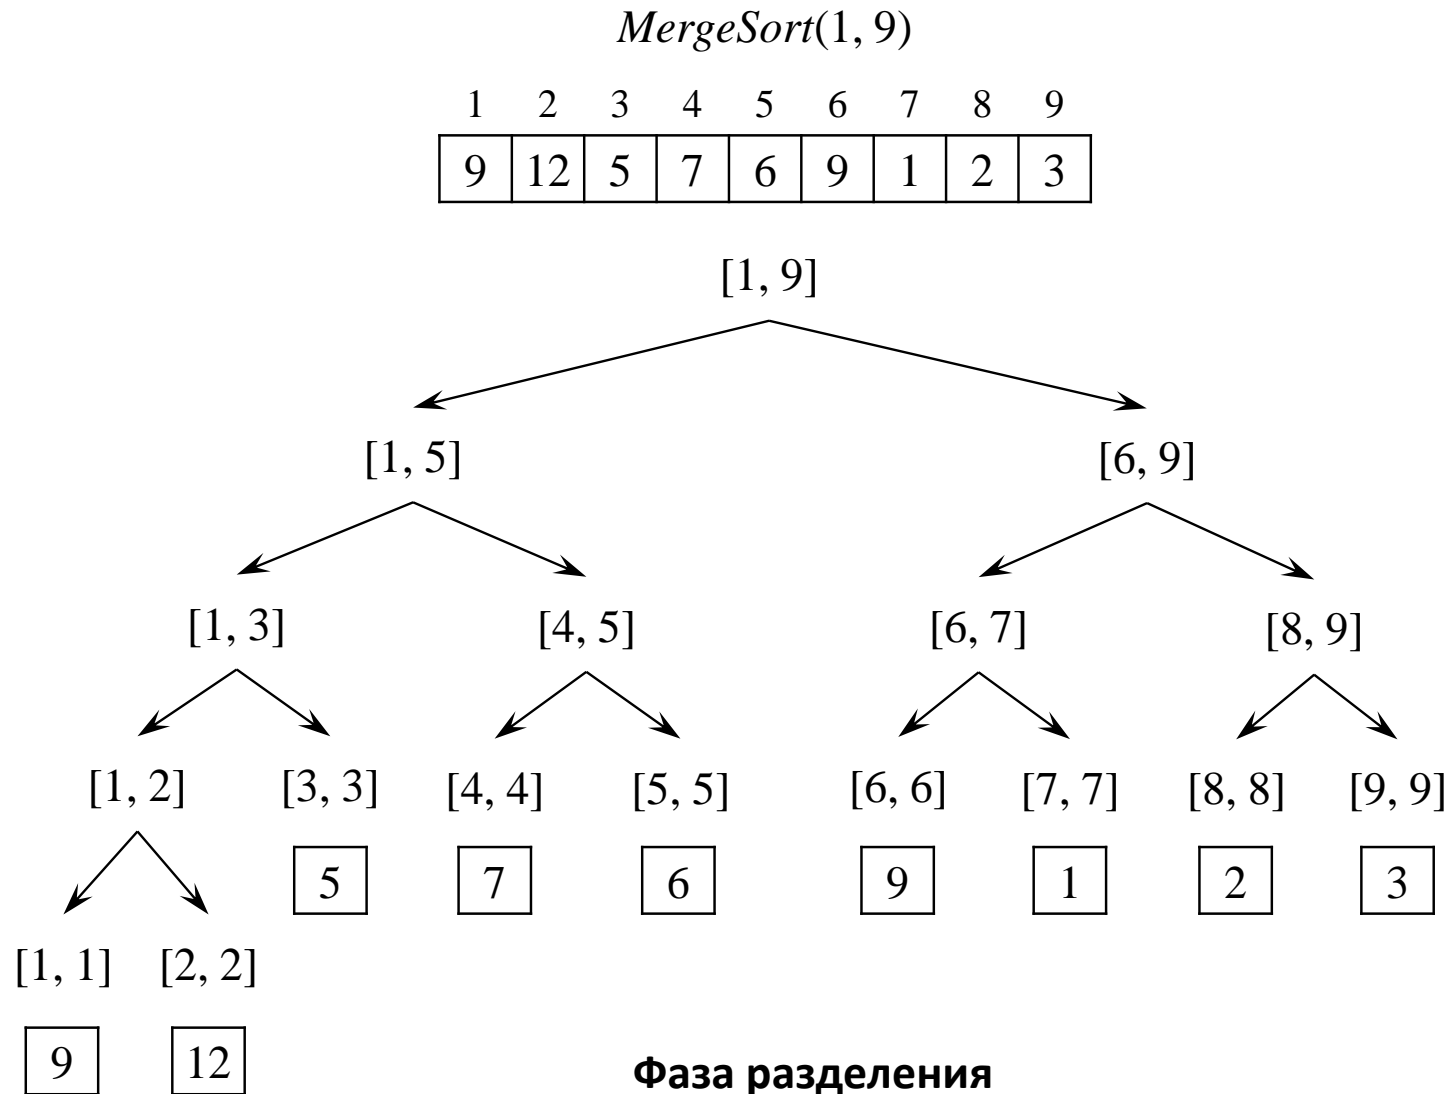 MergeSort(1, 9)
1 2 3 4 5 6 7 8 9
9 12 5 7 6 9 1 2 3
[1, 9]
[1, 5] [6, 9]
[1, 3] [4, 5] [6, 7] [8, 9]
[1, 2] [3, 3] [4, 4] [5, 5] [6, 6] [7, 7] [8, 8] [9, 9]
5 7 6 9 1 2 3
[1, 1] [2, 2]
9 12
Фаза разделения